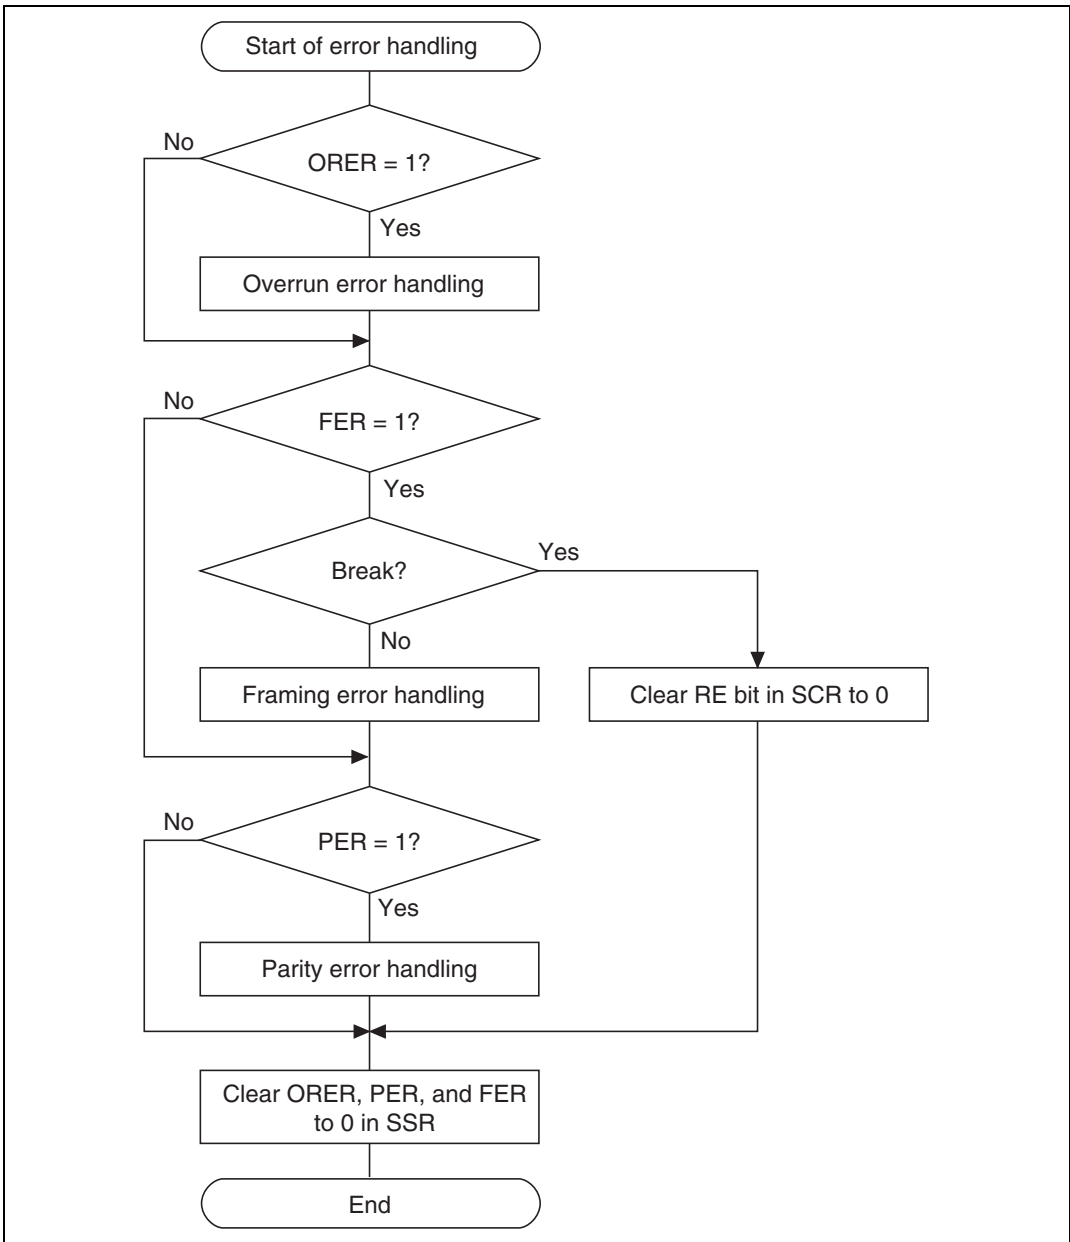 Start of error handling
No
ORER = 1?
Yes
Overrun error handling
No
FER = 1?
Yes
Yes
Break?
No
Framing error handling
Clear RE bit in SCR to 0
No
PER = 1?
Yes
Parity error handling
Clear ORER, PER, and FER
to 0 in SSR
End